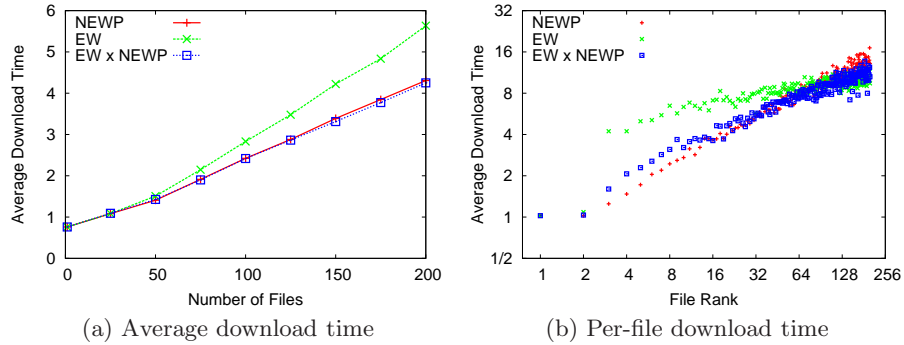 NEWP
EW
EW x NEWP
6
5
4
3
2
1
0
0
50
100
150
200
Average Download Time
Number of Files
(a) Average download time
NEWP
EW
EW x NEWP
32
16
8
4
2
1
1/2
1
2
4
8
16
32
64
128
256
Average Download Time
File Rank
(b) Per-file download time